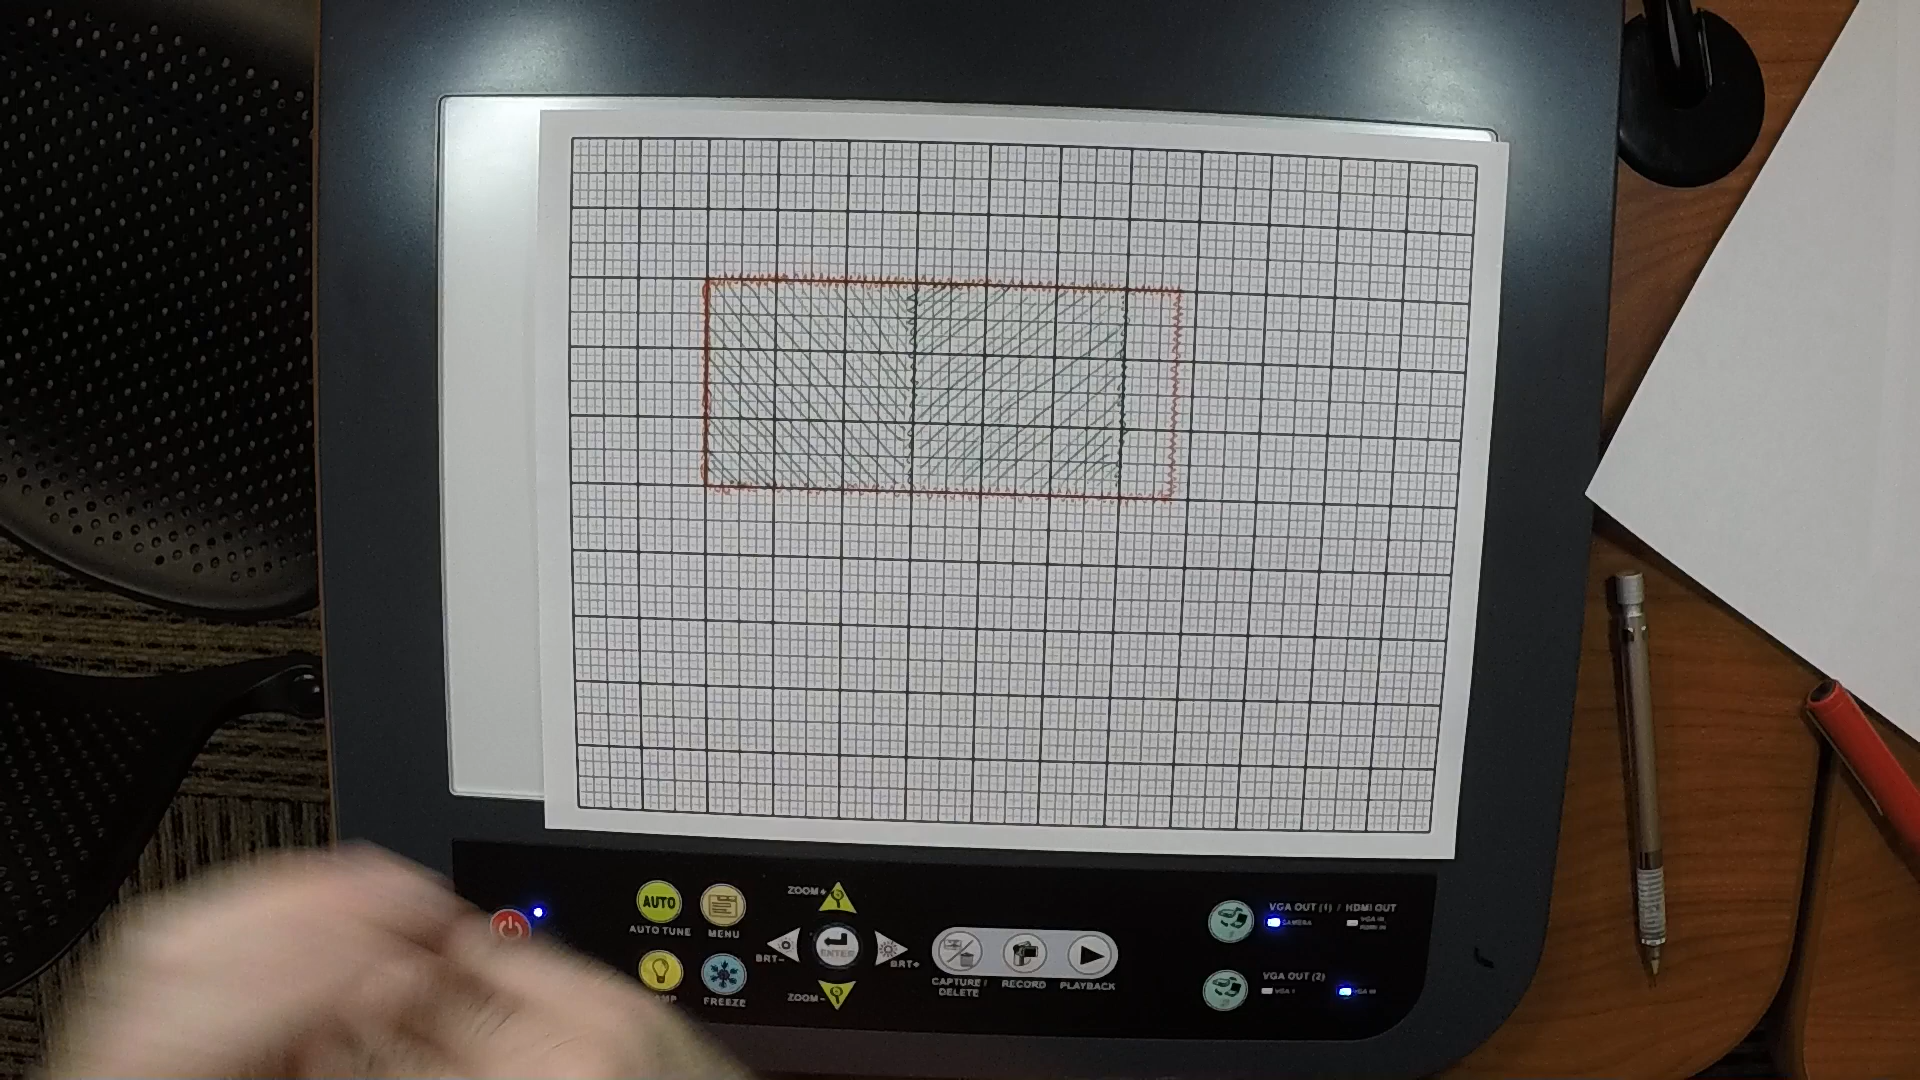 ZOOM+
AUTO
VGA OUT (1) / HDMI OUT
CAMERA
AUTO TUNE
MENU
ENTER
BRT-
BRT+
VGA OUT (2)
CAPTURE / DELETE
RECORD
PLAYBACK
FREEZE
ZOOM-